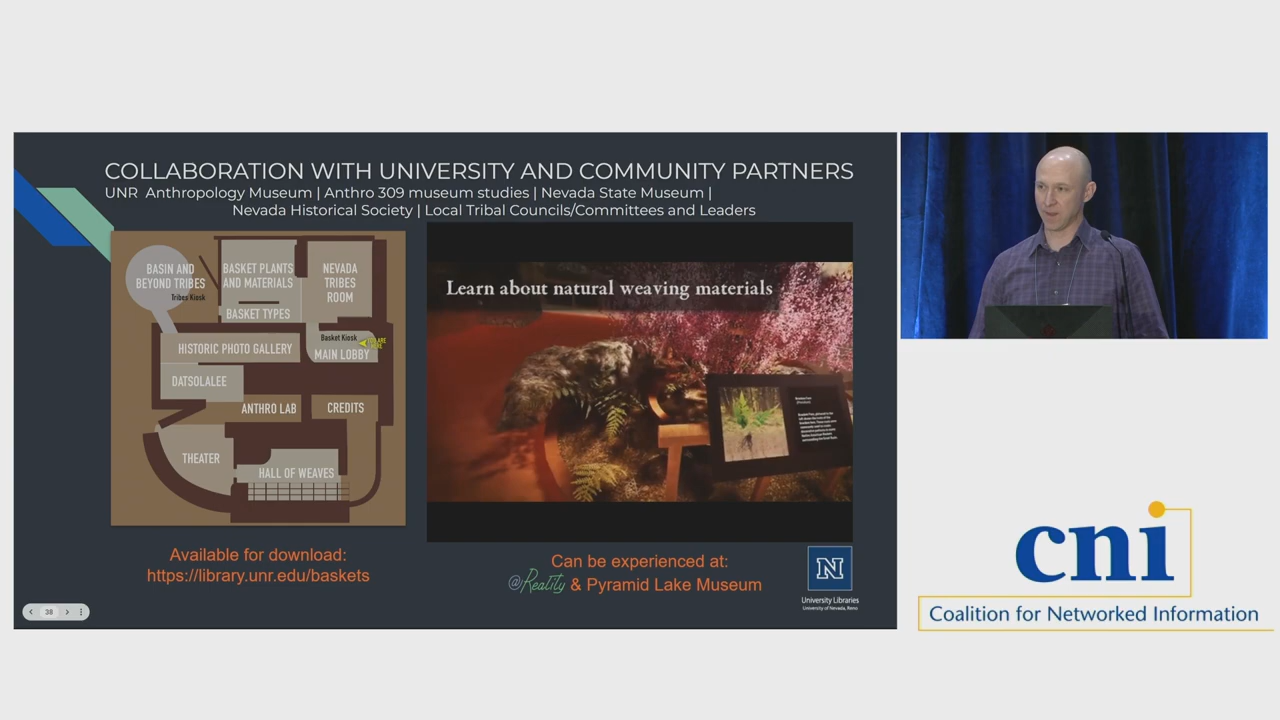 COLLABORATION WITH UNIVERSITY AND COMMUNITY PARTNERS
UNR Anthropology Museum | Anthro 309 museum studies | Nevada State Museum |
Nevada Historical Society | Local Tribal Councils/Committees and Leaders
BASIN AND
BEYOND TRIBES
Tribes Kiosk
BASKET PLANTS
AND MATERIALS
BASKET TYPES
NEVADA
TRIBES
ROOM
Basket Kiosk
YOU ARE
HERE
MAIN LOBBY
HISTORIC PHOTO GALLERY
DATSOLALEE
ANTHRO LAB
CREDITS
THEATER
HALL OF WEAVES
Learn about natural weaving materials
Available for download:
https://library.unr.edu/baskets
Can be experienced at:
@Reality & Pyramid Lake Museum
N
University Libraries
University of Nevada, Reno
38
cni
Coalition for Networked Information